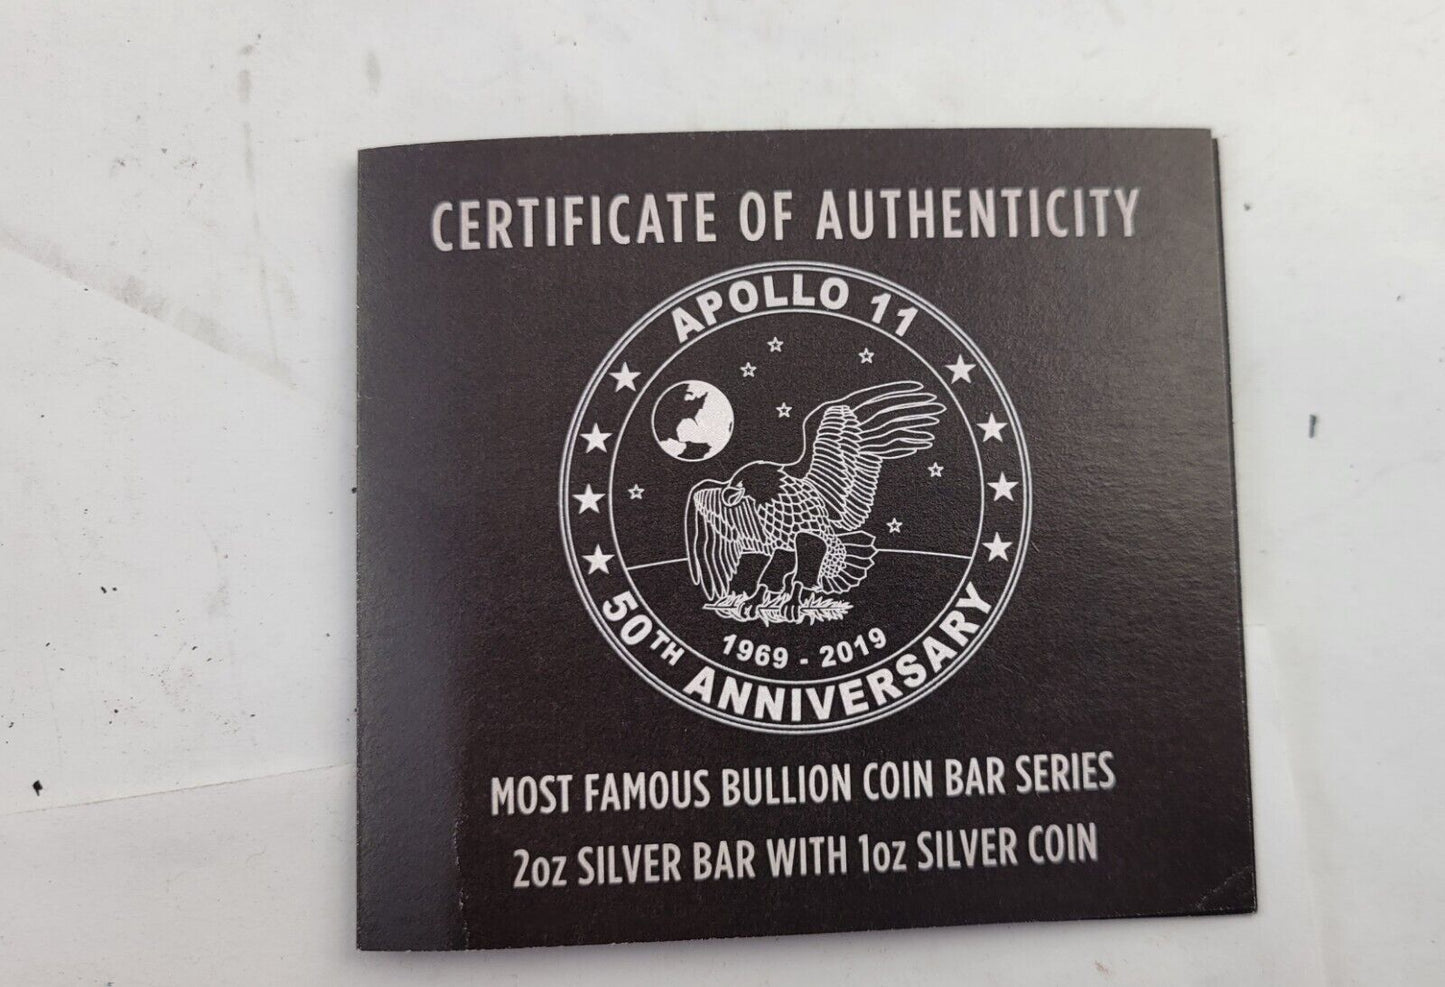 CERTIFICATE OF AUTHENTICITY
APOLLO 11
1969 - 2019
50TH ANNIVERSARY
MOST FAMOUS BULLION COIN BAR SERIES
2oz SILVER BAR WITH 1oz SILVER COIN